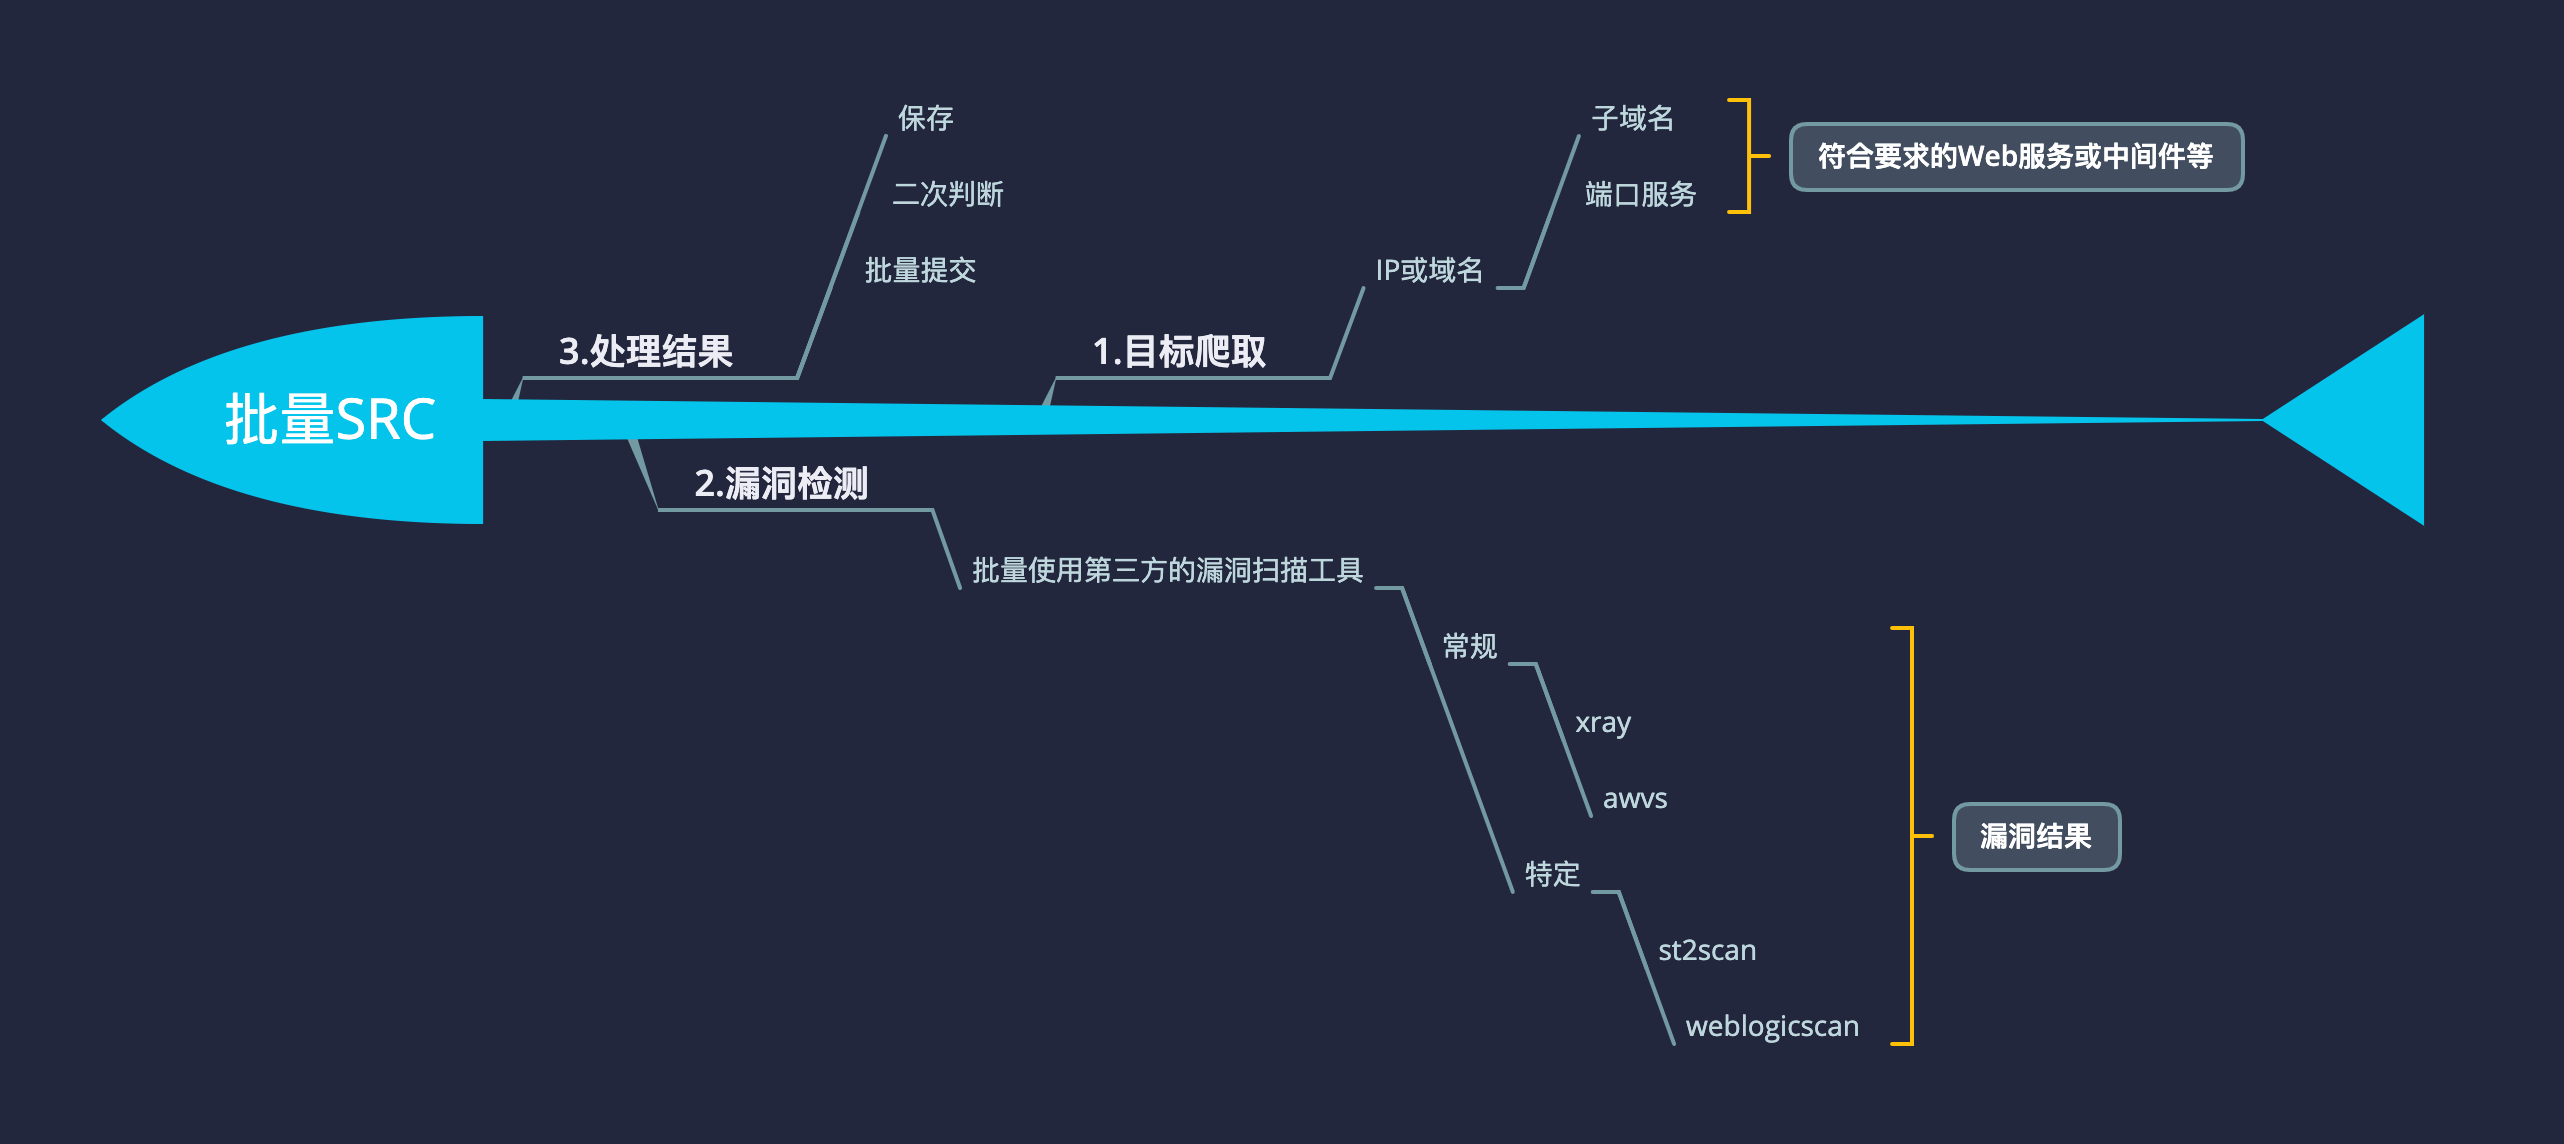 批量SRC
3.处理结果
保存
二次判断
批量提交
1.目标爬取
IP或域名
子域名
端口服务
符合要求的Web服务或中间件等
2.漏洞检测
批量使用第三方的漏洞扫描工具
常规
xray
awvs
特定
st2scan
weblogicscan
漏洞结果